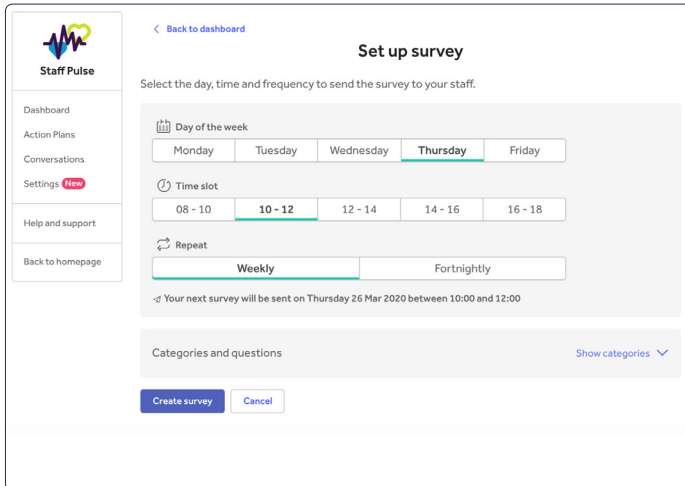 Staff Pulse
Dashboard
Action Plans
Conversations
Settings New
Help and support
Back to homepage
Back to dashboard
Set up survey
Select the day, time and frequency to send the survey to your staff.
Day of the week
Monday Tuesday Wednesday Thursday Friday
Time slot
08 - 10 10 - 12 12 - 14 14 - 16 16 - 18
Repeat
Weekly Fortnightly
Your next survey will be sent on Thursday 26 Mar 2020 between 10:00 and 12:00
Categories and questions Show categories
Create survey Cancel